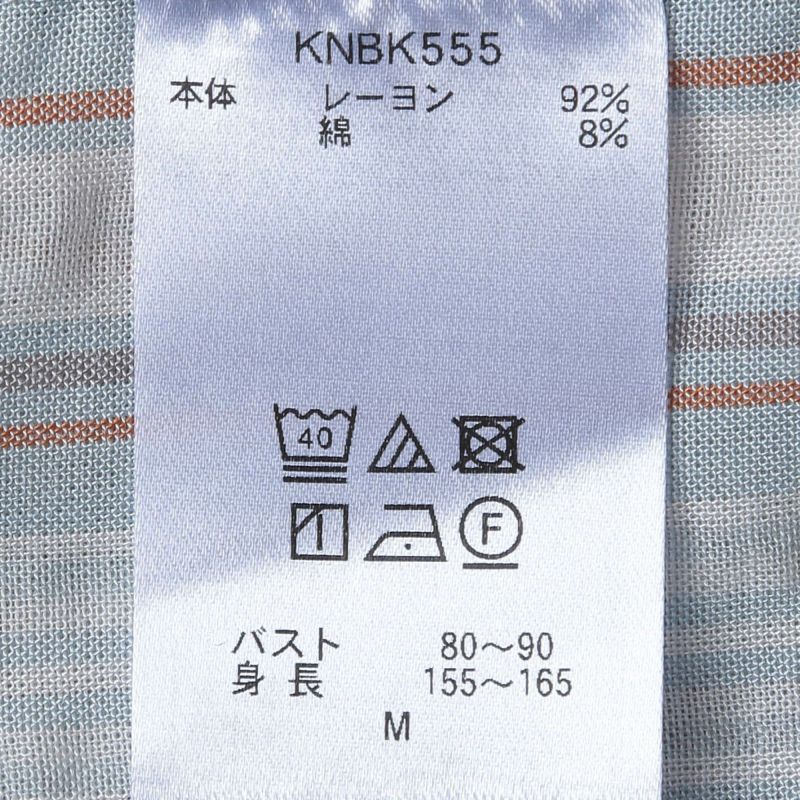 KNBK555
本体 レーヨン 92%
綿 8%
40
F
バスト 80～90
身長 155～165
M